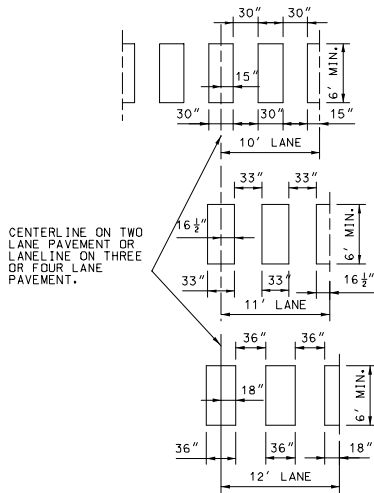 30″ 30″
15″
6′ MIN.
30″ 30″ 15″
10′ LANE
33″ 33″
16 1/2″
6′ MIN.
CENTERLINE ON TWO
LANE PAVEMENT OR
LANELINE ON THREE
OR FOUR LANE
PAVEMENT.
33″ 33″ 16 1/2″
11′ LANE
36″ 36″
18″
6′ MIN.
36″ 36″ 18″
12′ LANE